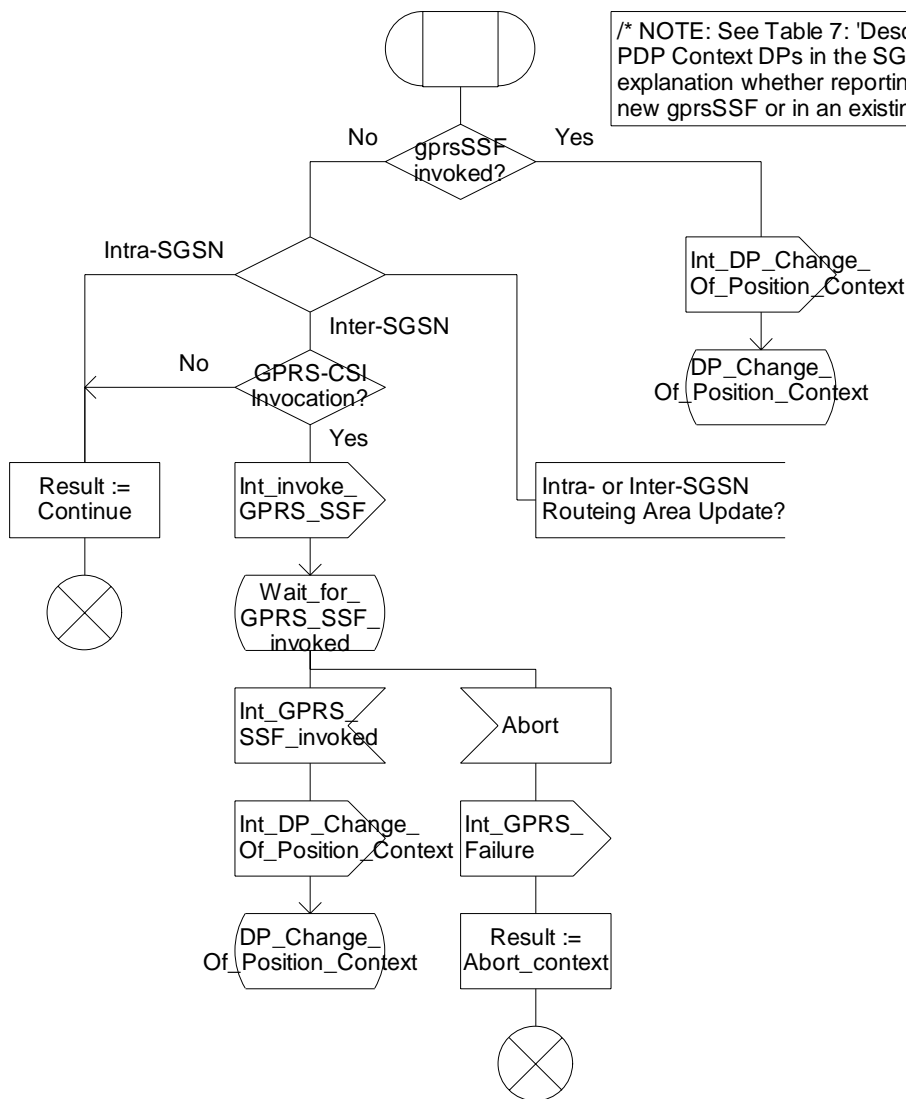 /* NOTE: See Table 7: 'Desc
PDP Context DPs in the SG
explanation whether reporting
new gprsSSF or in an existin
No
gprsSSF
invoked?
Yes
Intra-SGSN
Int_DP_Change_
Of_Position_Context
Inter-SGSN
No
GPRS-CSI
Invocation?
DP_Change_
Of_Position_Context
Yes
Result :=
Continue
Int_invoke_
GPRS_SSF
Intra- or Inter-SGSN
Routeing Area Update?
Wait_for_
GPRS_SSF_
invoked
Int_GPRS_
SSF_invoked
Abort
Int_DP_Change_
Of_Position_Context
Int_GPRS_
Failure
DP_Change_
Of_Position_Context
Result :=
Abort_context